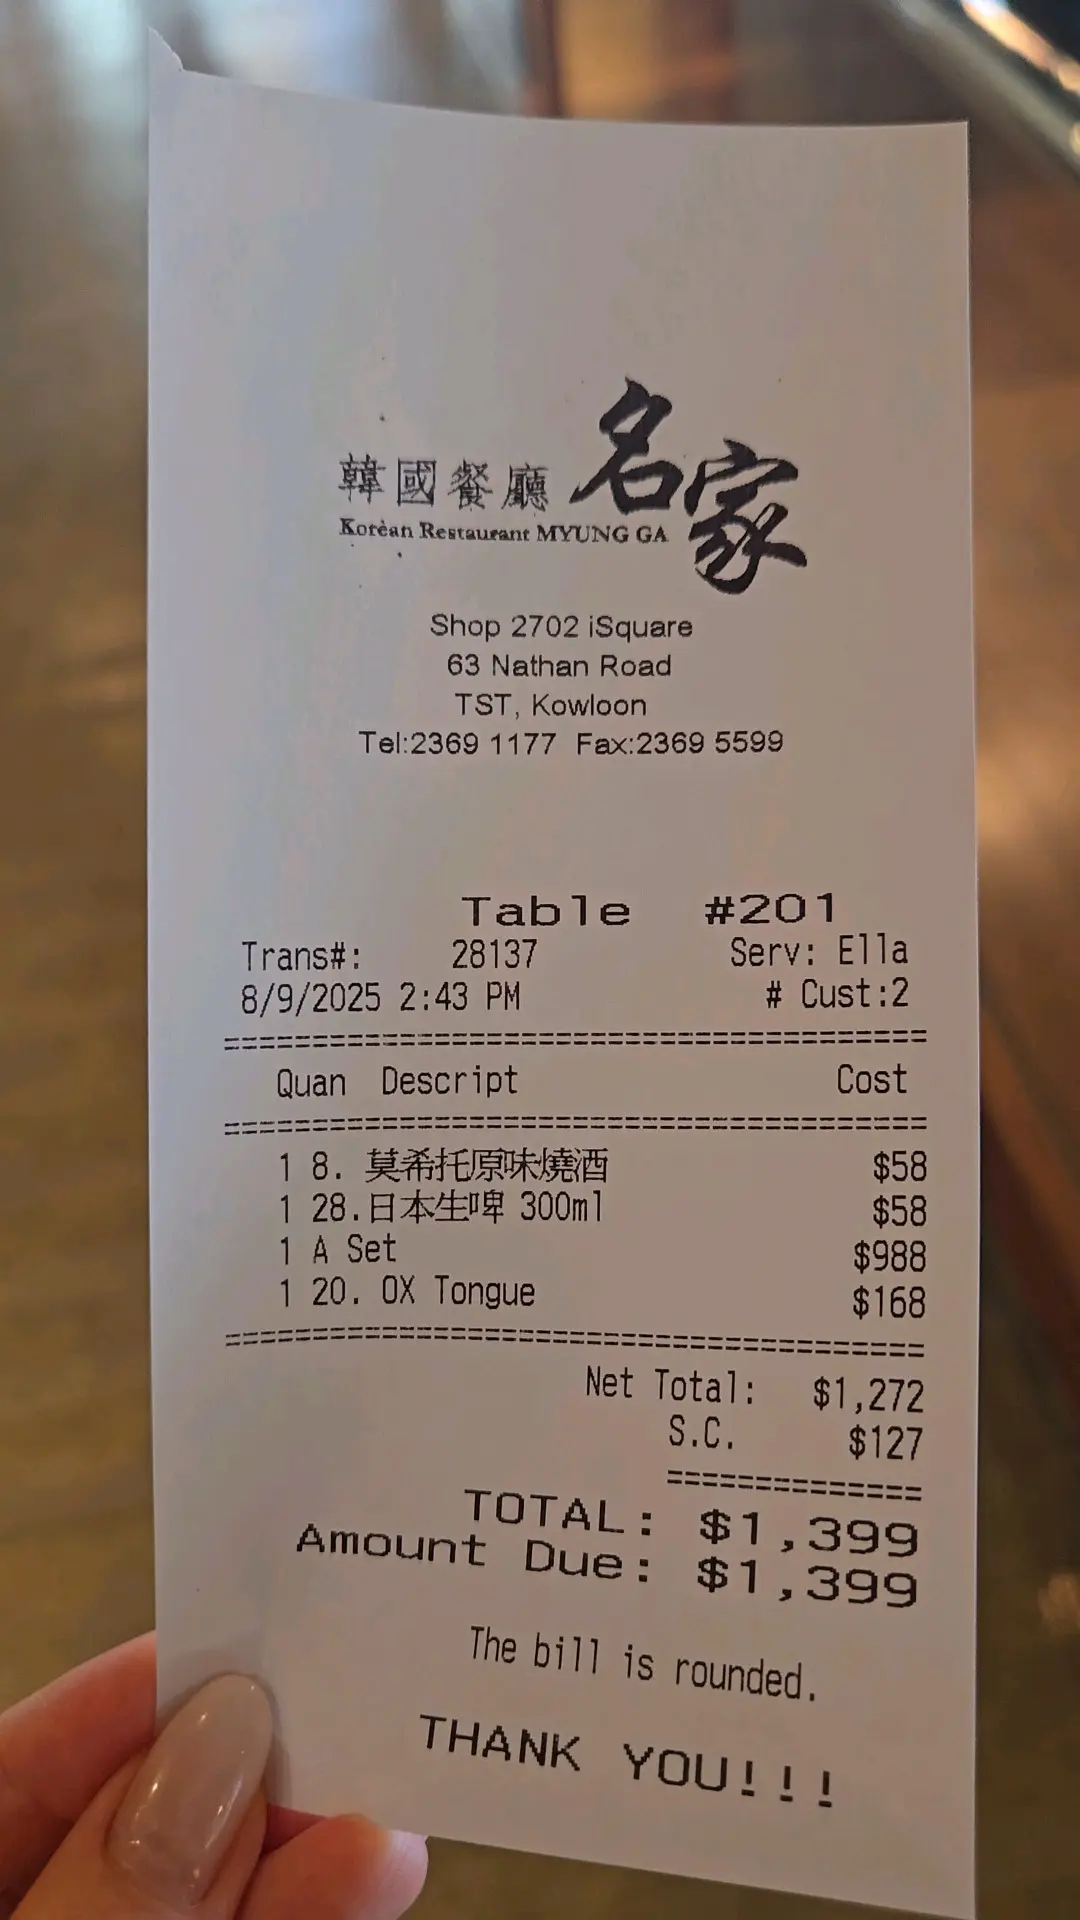 韓國餐廳 名家
Korean Restaurant MYUNG GA
Shop 2702 iSquare
63 Nathan Road
TST, Kowloon
Tel:2369 1177 Fax:2369 5599
Table #201
Trans#: 28137 Serv: Ella
8/9/2025 2:43 PM # Cust:2
==========================================
Quan Descript Cost
==========================================
1 8. 莫希托原味燒酒 $58
1 28.日本生啤 300ml $58
1 A Set $988
1 20. OX Tongue $168
==========================================
Net Total: $1,272
S.C. $127
===============
TOTAL: $1,399
Amount Due: $1,399
The bill is rounded.
THANK YOU!!!